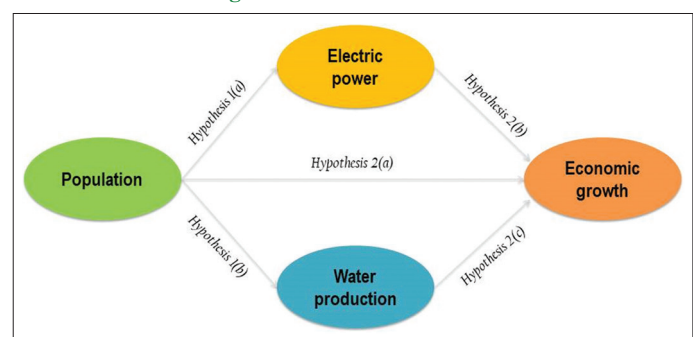 Electric
power
Hypothesis 1(a)
Hypothesis 2(b)
Hypothesis 2(a)
Population
Economic
growth
Hypothesis 1(b)
Hypothesis 2(c)
Water
production